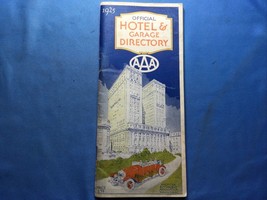 1925
OFFICIAL
HOTEL &
GARAGE
DIRECTORY
AAA